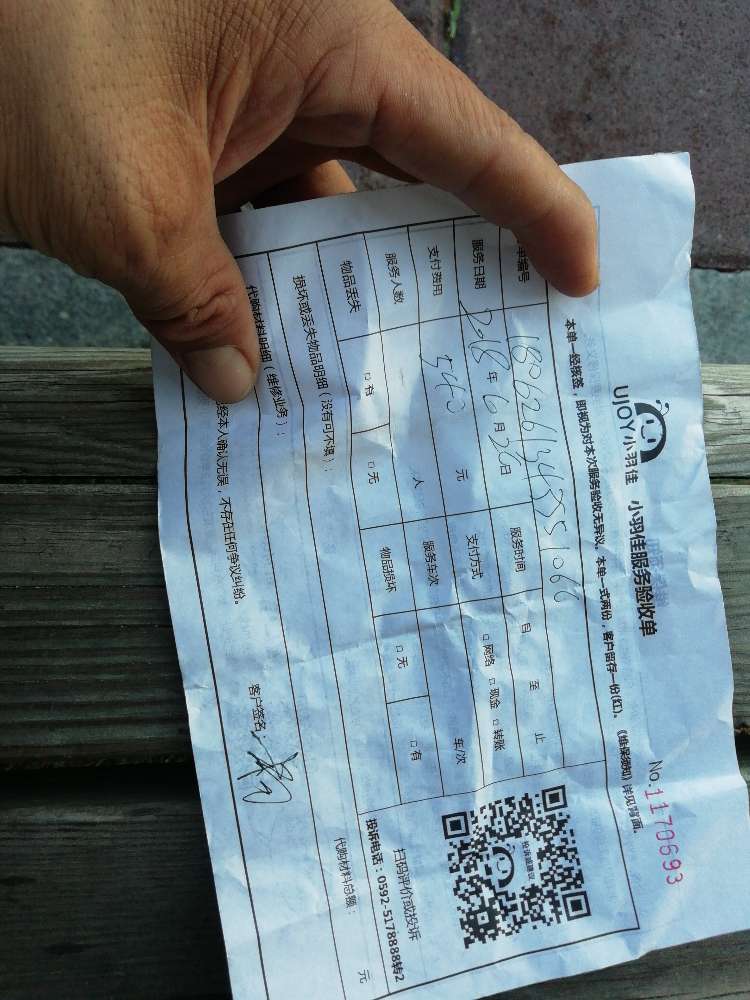 UJOY小羽佳 小羽佳服务验收单
No:1170693
本单一经核签，即视为对本次服务验收无异议。本单一式两份，客户留存一份(红)。《维保须知》详见背面。
单编号
服务日期 2018年6月26日 服务时间 自 至 止
支付费用 540 元 支付方式 □网络 □现金 □转账
服务人数 人 服务车次 车/次
物品丢失 □有 □无 物品损坏 □无 □有
损坏或丢失物品明细（没有可不填）：
代购材料明细（维修业务）：
代购材料总额： 元
经本人确认无误，不存在任何争议纠纷。
客户签名：
投诉或建议
扫码评价或投诉
投诉电话：0592-5178888转2